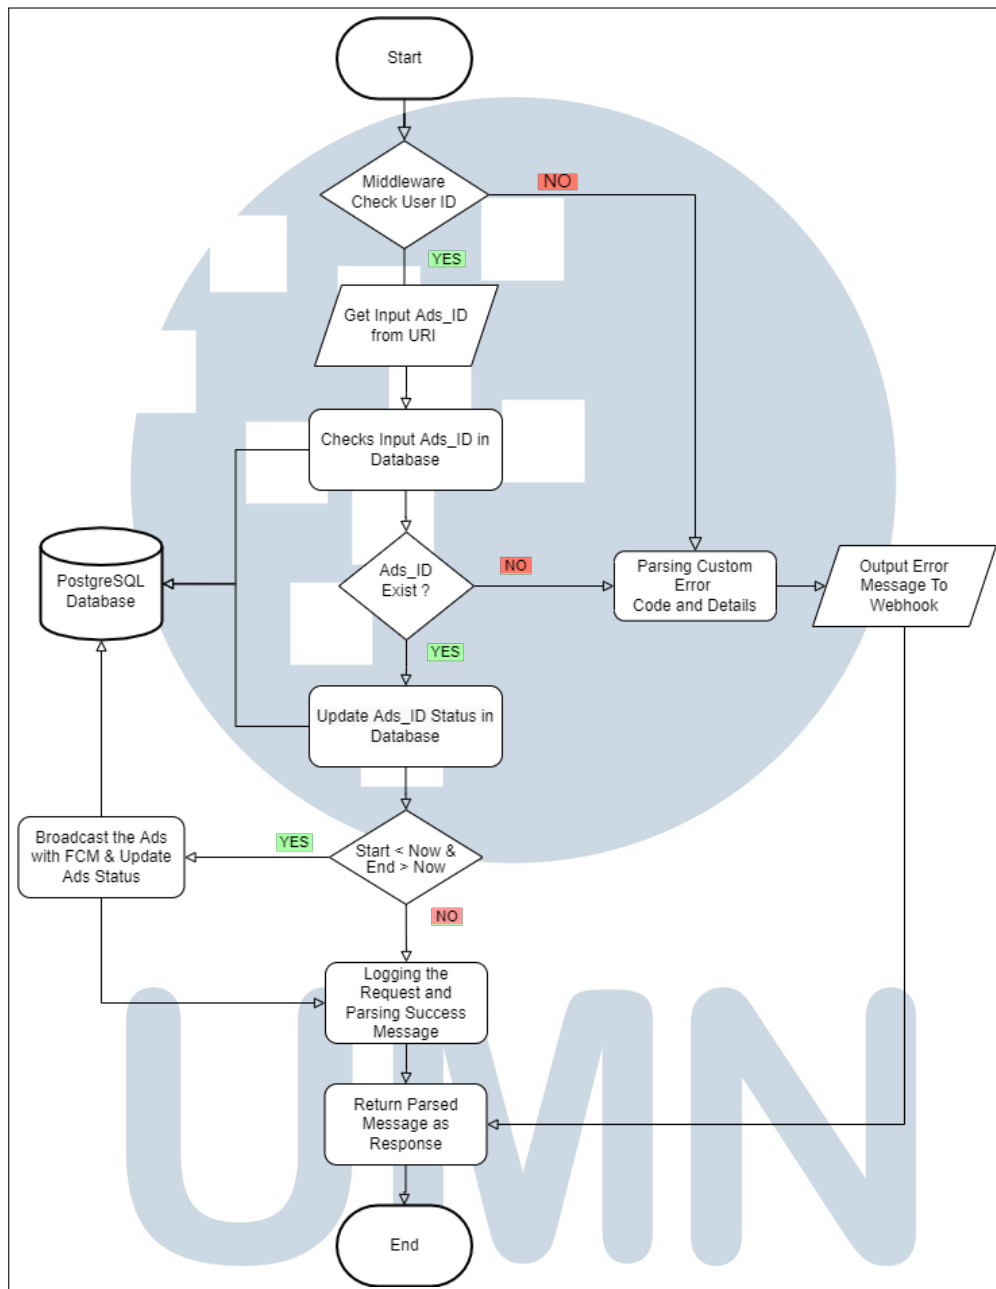 Start
Middleware
Check User ID
NO
YES
Get Input Ads_ID
from URI
Checks Input Ads_ID in
Database
PostgreSQL
Database
Ads_ID
Exist ?
NO
Parsing Custom
Error
Code and Details
Output Error
Message To
Webhook
YES
Update Ads_ID Status in
Database
Broadcast the Ads
with FCM & Update
Ads Status
YES
Start < Now &
End > Now
NO
Logging the
Request and
Parsing Success
Message
Return Parsed
Message as
Response
End
UMN